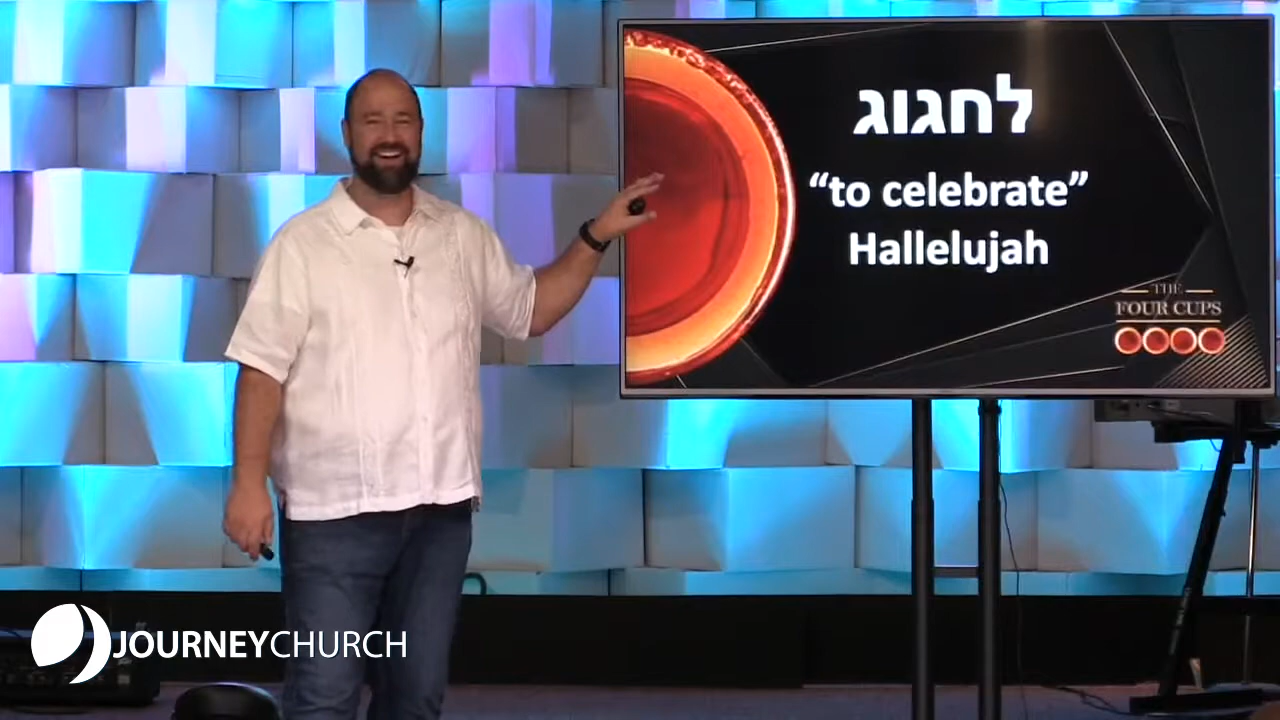 לחגוג
“to celebrate”
Hallelujah
THE
FOUR CUPS
JOURNEYCHURCH